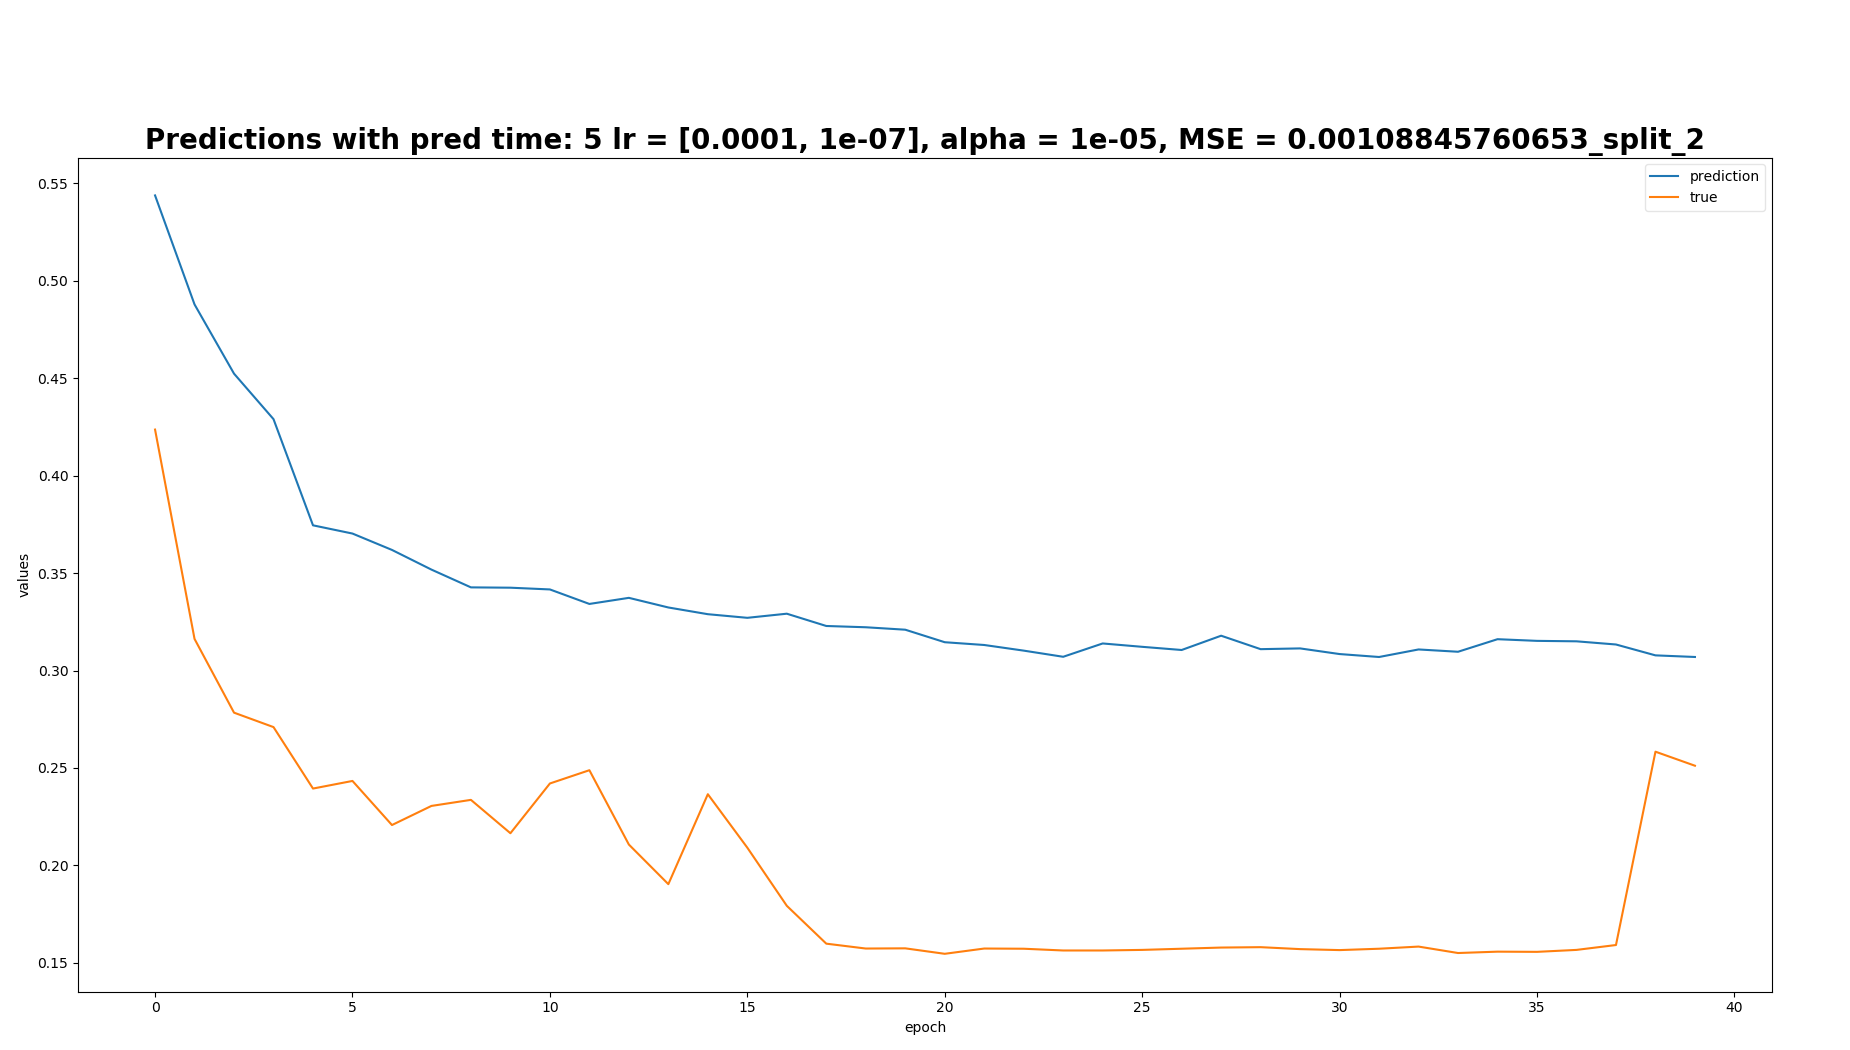 Predictions with pred time: 5 lr = [0.0001, 1e-07], alpha = 1e-05, MSE = 0.00108845760653_split_2
prediction
true
0.55
0.50
0.45
0.40
0.35
0.30
0.25
0.20
0.15
values
0 5 10 15 20 25 30 35 40
epoch